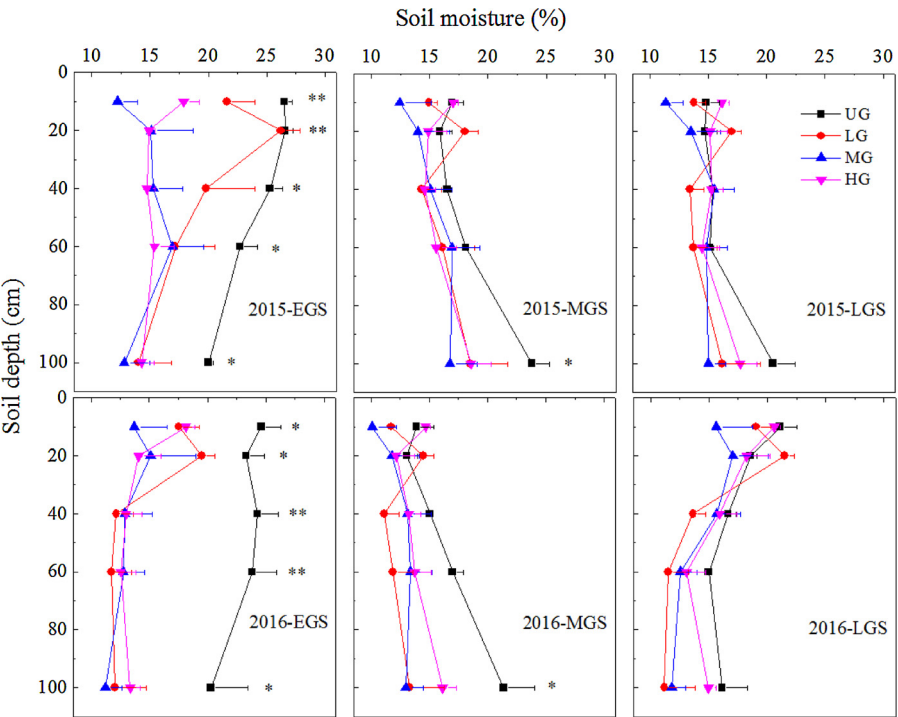 Soil moisture (%)
10 15 20 25 30 10 15 20 25 30 10 15 20 25 30
0
** UG
20 ** LG
MG
40 * HG
60 *
80 2015-EGS 2015-MGS 2015-LGS
100 * *
Soil depth (cm)
0
*
20 *
40 **
60 **
80 2016-EGS 2016-MGS 2016-LGS
100 * *